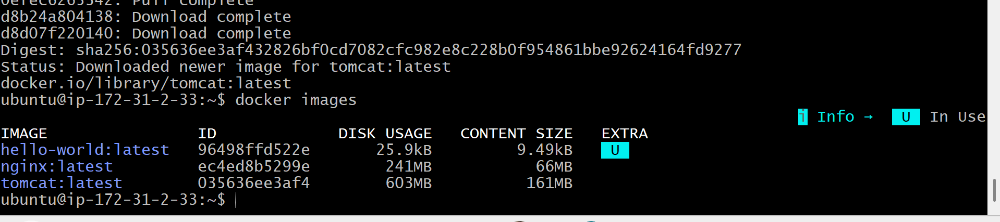 0efec6265542: Pull complete
d8b24a804138: Download complete
d8d07f220140: Download complete
Digest: sha256:035636ee3af432826bf0cd7082cfc982e8c228b0f954861bbe92624164fd9277
Status: Downloaded newer image for tomcat:latest
docker.io/library/tomcat:latest
ubuntu@ip-172-31-2-33:~$ docker images
i Info → U In Use
IMAGE ID DISK USAGE CONTENT SIZE EXTRA
hello-world:latest 96498ffd522e 25.9kB 9.49kB U
nginx:latest ec4ed8b5299e 241MB 66MB
tomcat:latest 035636ee3af4 603MB 161MB
ubuntu@ip-172-31-2-33:~$